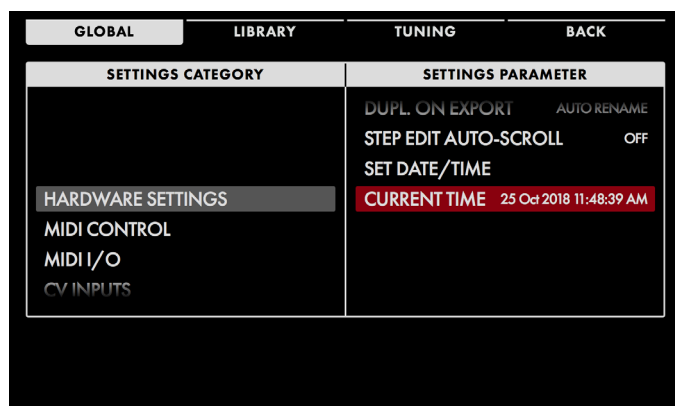 GLOBAL LIBRARY TUNING BACK
SETTINGS CATEGORY SETTINGS PARAMETER
DUPL. ON EXPORT AUTO RENAME
STEP EDIT AUTO-SCROLL OFF
SET DATE/TIME
HARDWARE SETTINGS CURRENT TIME 25 Oct 2018 11:48:39 AM
MIDI CONTROL
MIDI I/O
CV INPUTS